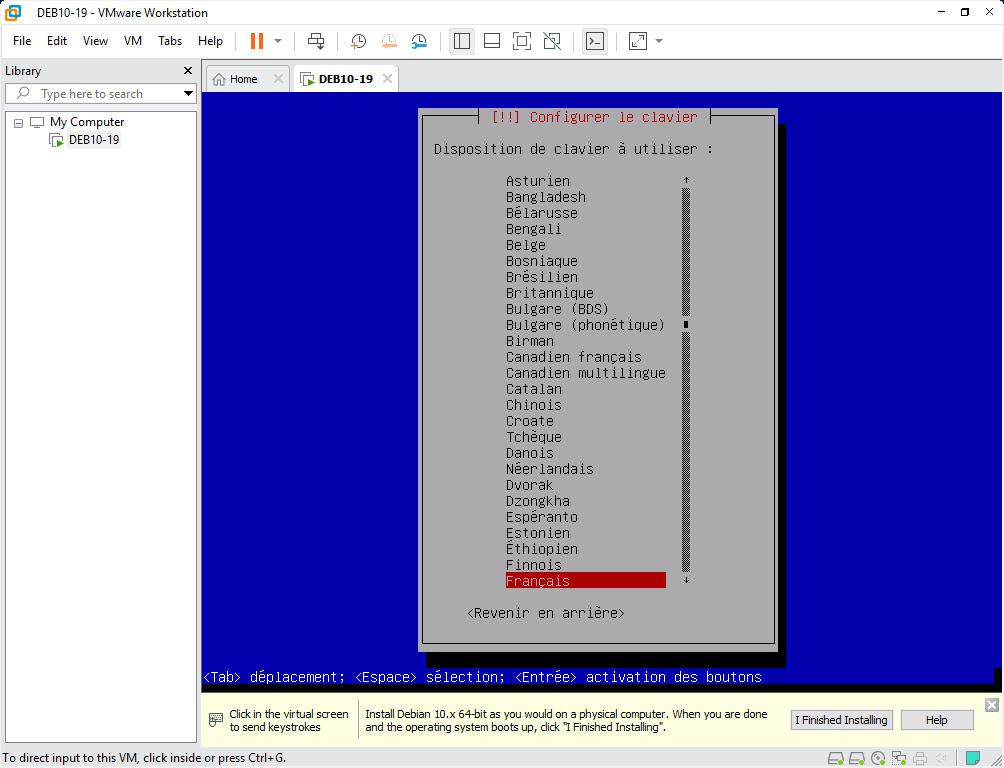 DEB10-19 - VMware Workstation
File Edit View VM Tabs Help
Library
Type here to search
My Computer
DEB10-19
Home
DEB10-19
[!!] Configurer le clavier
Disposition de clavier à utiliser :
Asturien
Bangladesh
Bélarusse
Bengali
Belge
Bosniaque
Brésilien
Britannique
Bulgare (BDS)
Bulgare (phonétique)
Birman
Canadien français
Canadien multilingue
Catalan
Chinois
Croate
Tchèque
Danois
Néerlandais
Dvorak
Dzongkha
Espéranto
Estonien
Éthiopien
Finnois
Français
<Revenir en arrière>
<Tab> déplacement; <Espace> sélection; <Entrée> activation des boutons
Click in the virtual screen
to send keystrokes
Install Debian 10.x 64-bit as you would on a physical computer. When you are done
and the operating system boots up, click "I Finished Installing".
I Finished Installing
Help
To direct input to this VM, click inside or press Ctrl+G.